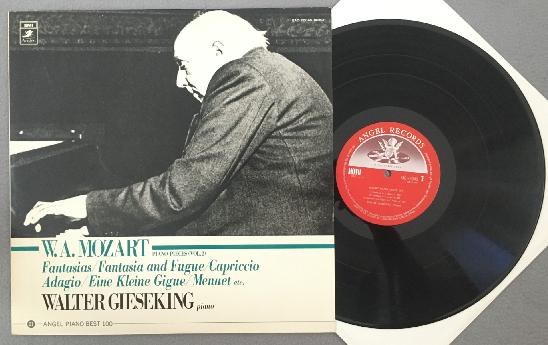 W.A. MOZART PIANO PIECES (VOL. 2)
Fantasias/Fantasia and Fugue/Capriccio
Adagio/Eine Kleine Gigue/Menuet etc.
WALTER GIESEKING piano
21 ANGEL PIANO BEST 100
ANGEL RECORDS